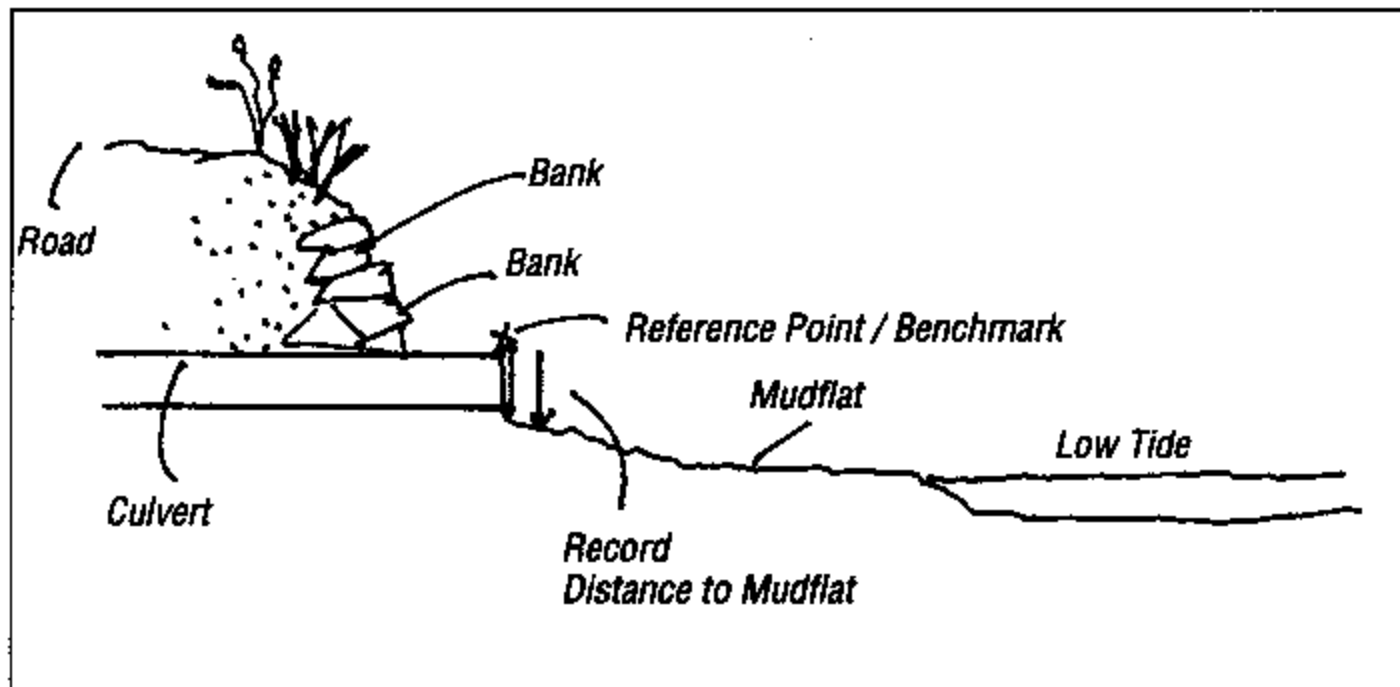 Bank
Road
Bank
Reference Point / Benchmark
Mudflat
Low Tide
Culvert
Record
Distance to Mudflat